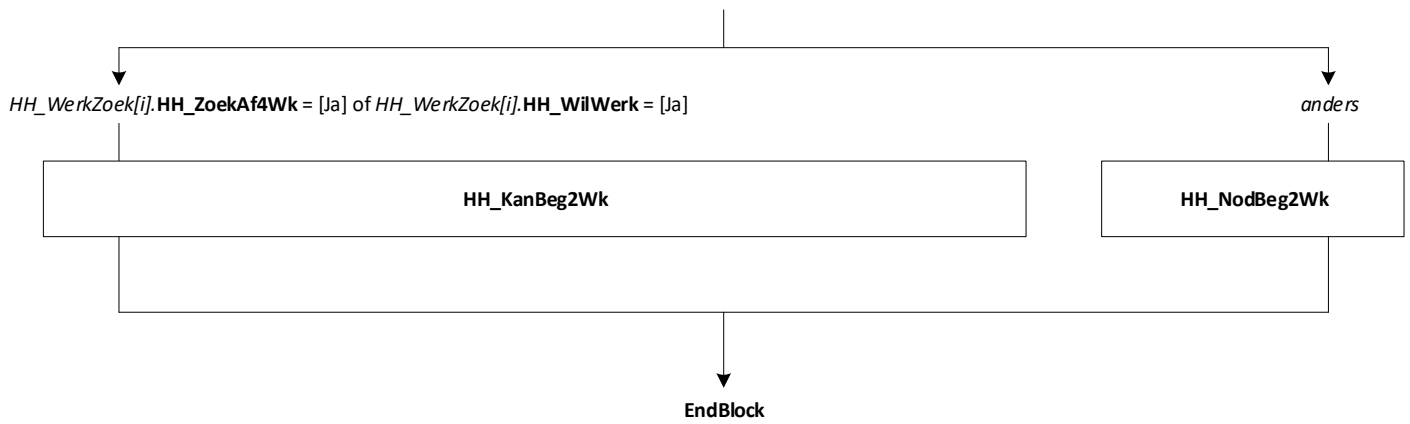 HH_WerkZoek[i].HH_ZoekAf4Wk = [Ja] of HH_WerkZoek[i].HH_WilWerk = [Ja]
anders
HH_KanBeg2Wk
HH_NodBeg2Wk
EndBlock